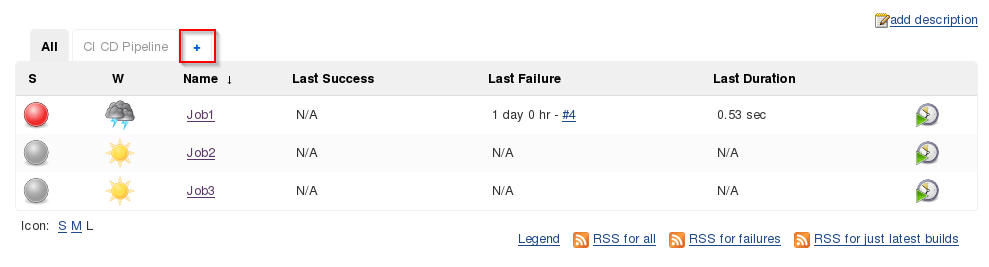 add description
All CI CD Pipeline +
S W Name ↓ Last Success Last Failure Last Duration
Job1 N/A 1 day 0 hr - #4 0.53 sec
Job2 N/A N/A N/A
Job3 N/A N/A N/A
Icon: S M L
Legend RSS for all RSS for failures RSS for just latest builds